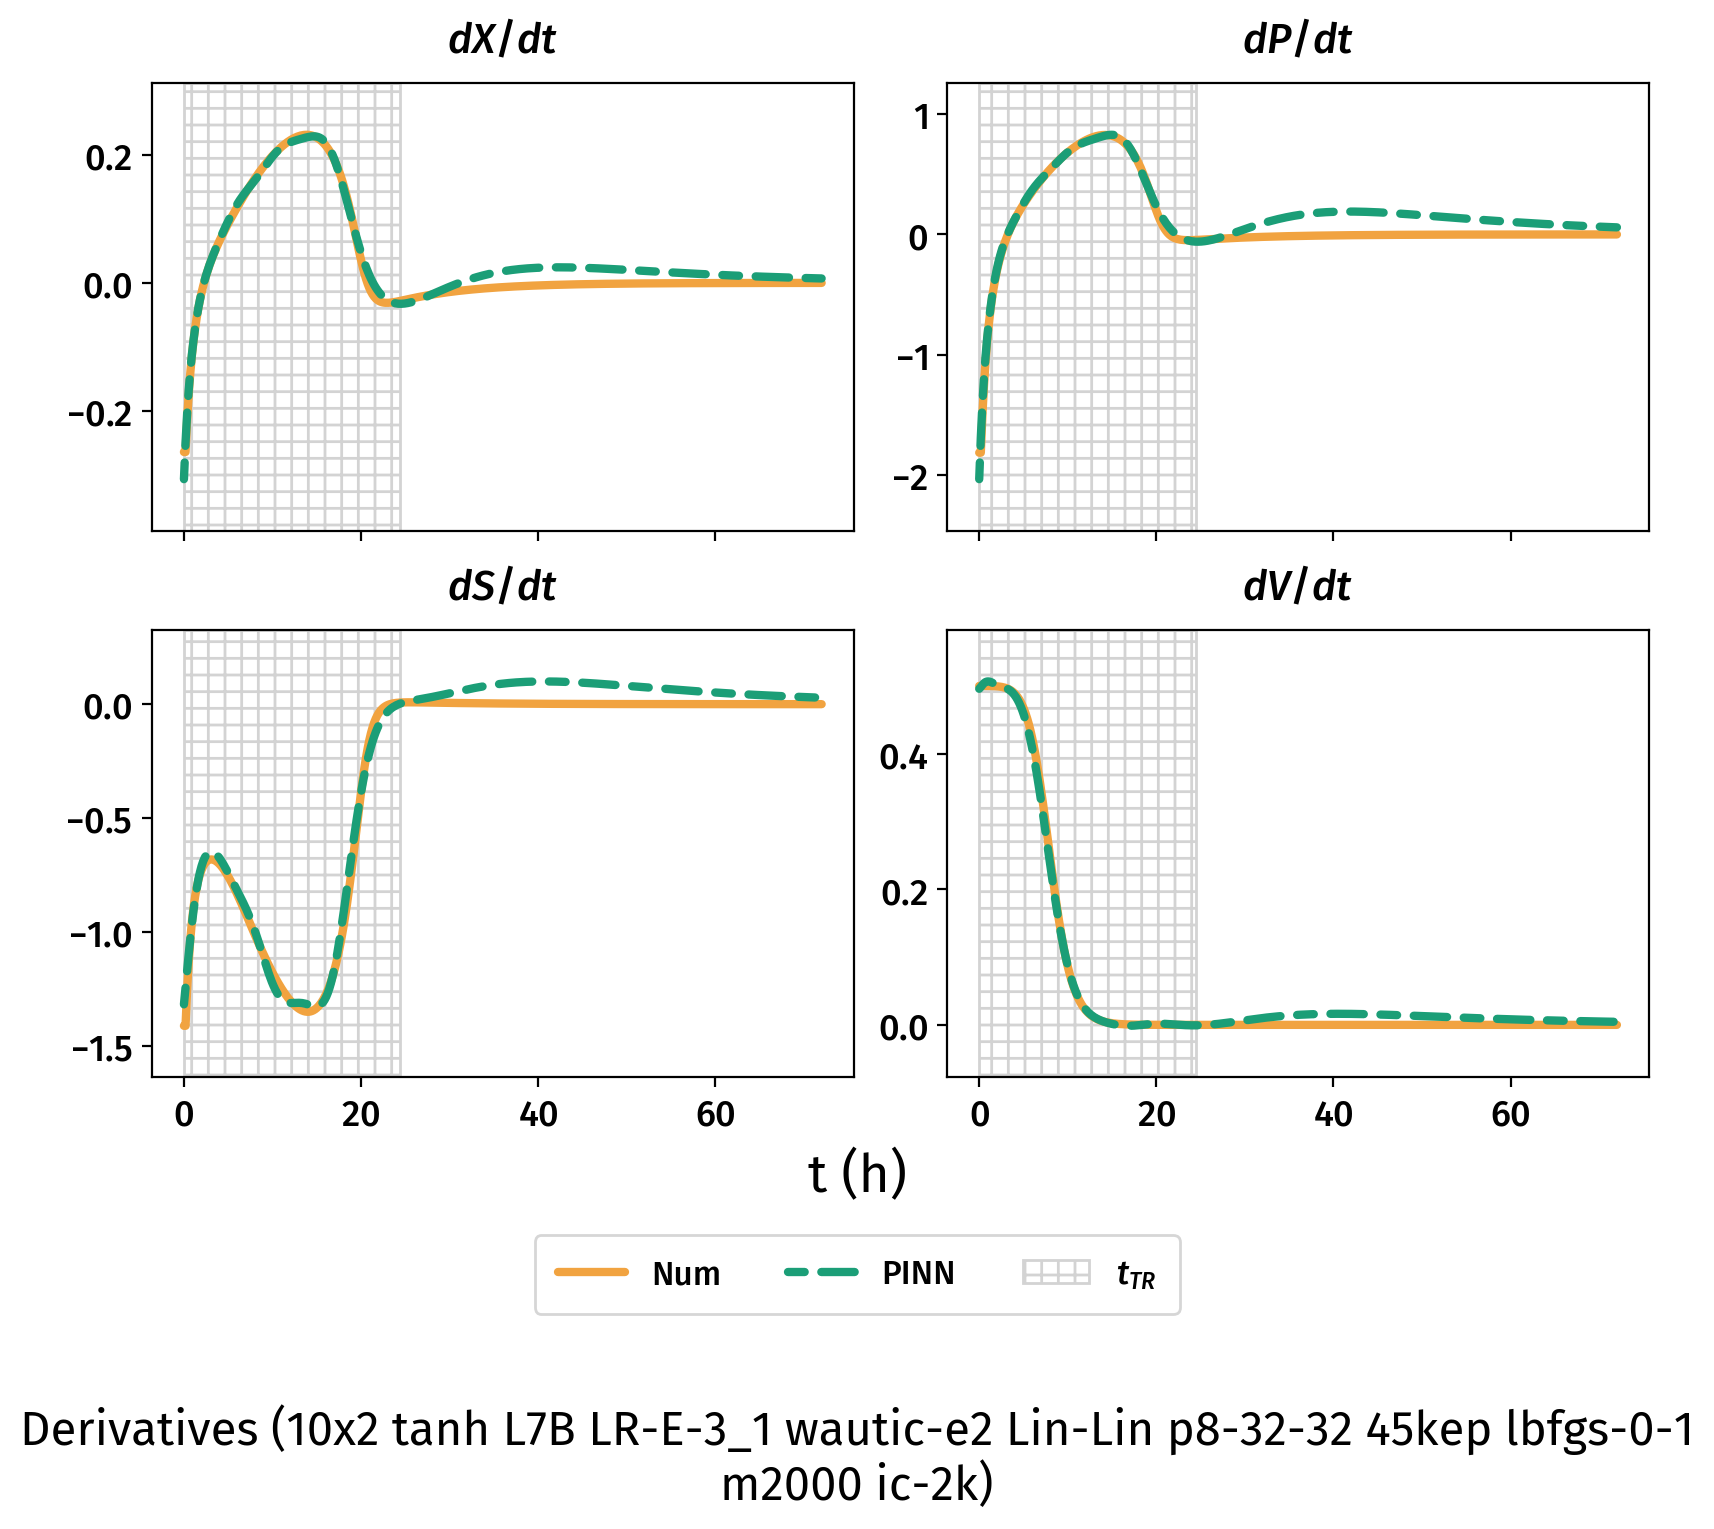 dX/dt
dP/dt
0.2
0.0
−0.2
1
0
−1
−2
dS/dt
dV/dt
0.0
−0.5
−1.0
−1.5
0.4
0.2
0.0
0 20 40 60
0 20 40 60
t (h)
Num PINN tTR
Derivatives (10x2 tanh L7B LR-E-3_1 wautic-e2 Lin-Lin p8-32-32 45kep lbfgs-0-1
m2000 ic-2k)